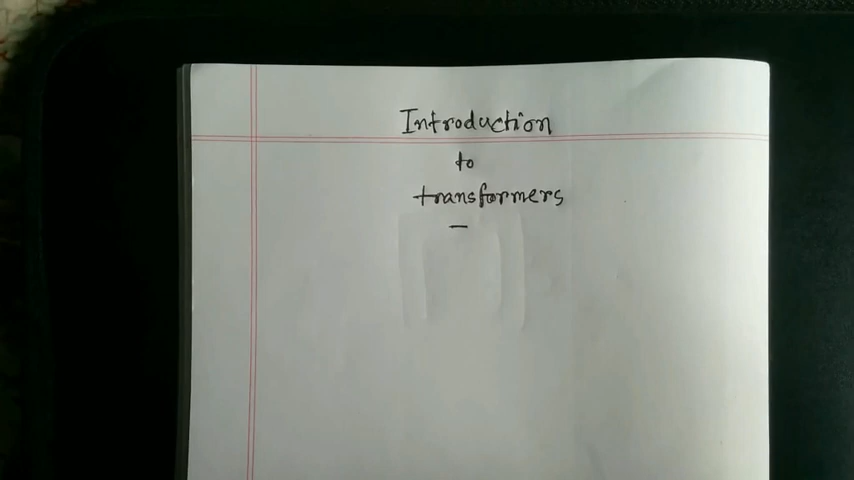 Introduction
to
transformers
—